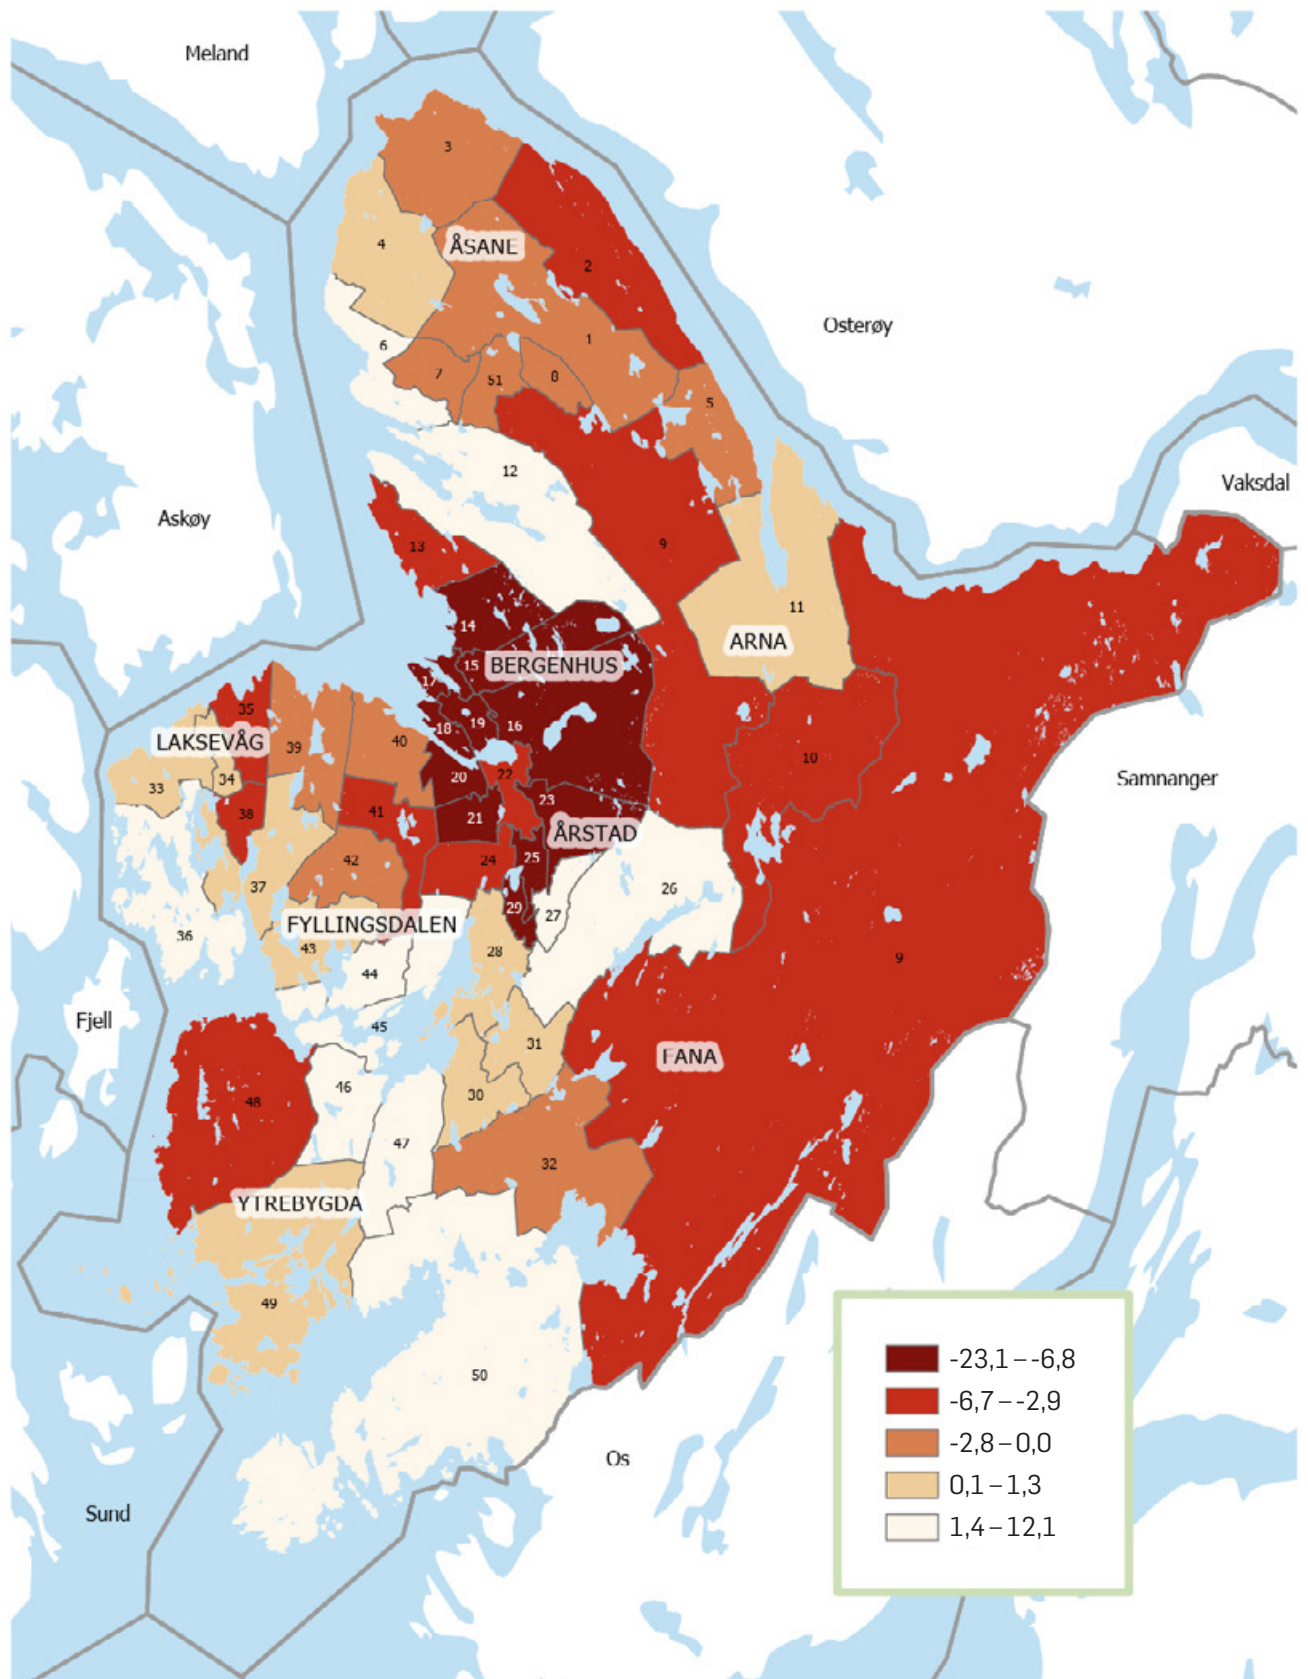 Meland
3
4
ÅSANE
2
Osterøy
1
6
7
51
8
5
12
Vaksdal
Askøy
13
9
11
14
ARNA
15
BERGENHUS
17
35
19
16
18
LAKSEVÅG
40
39
10
20
22
34
33
Samnanger
23
38
41
21
ÅRSTAD
25
42
24
37
26
29
27
FYLLINGSDALEN
36
43
28
9
44
Fjell
45
31
FANA
46
30
48
47
32
YTREBYGDA
49
-23,1 – -6,8
50
-6,7 – -2,9
-2,8 – 0,0
Os
0,1 – 1,3
Sund
1,4 – 12,1